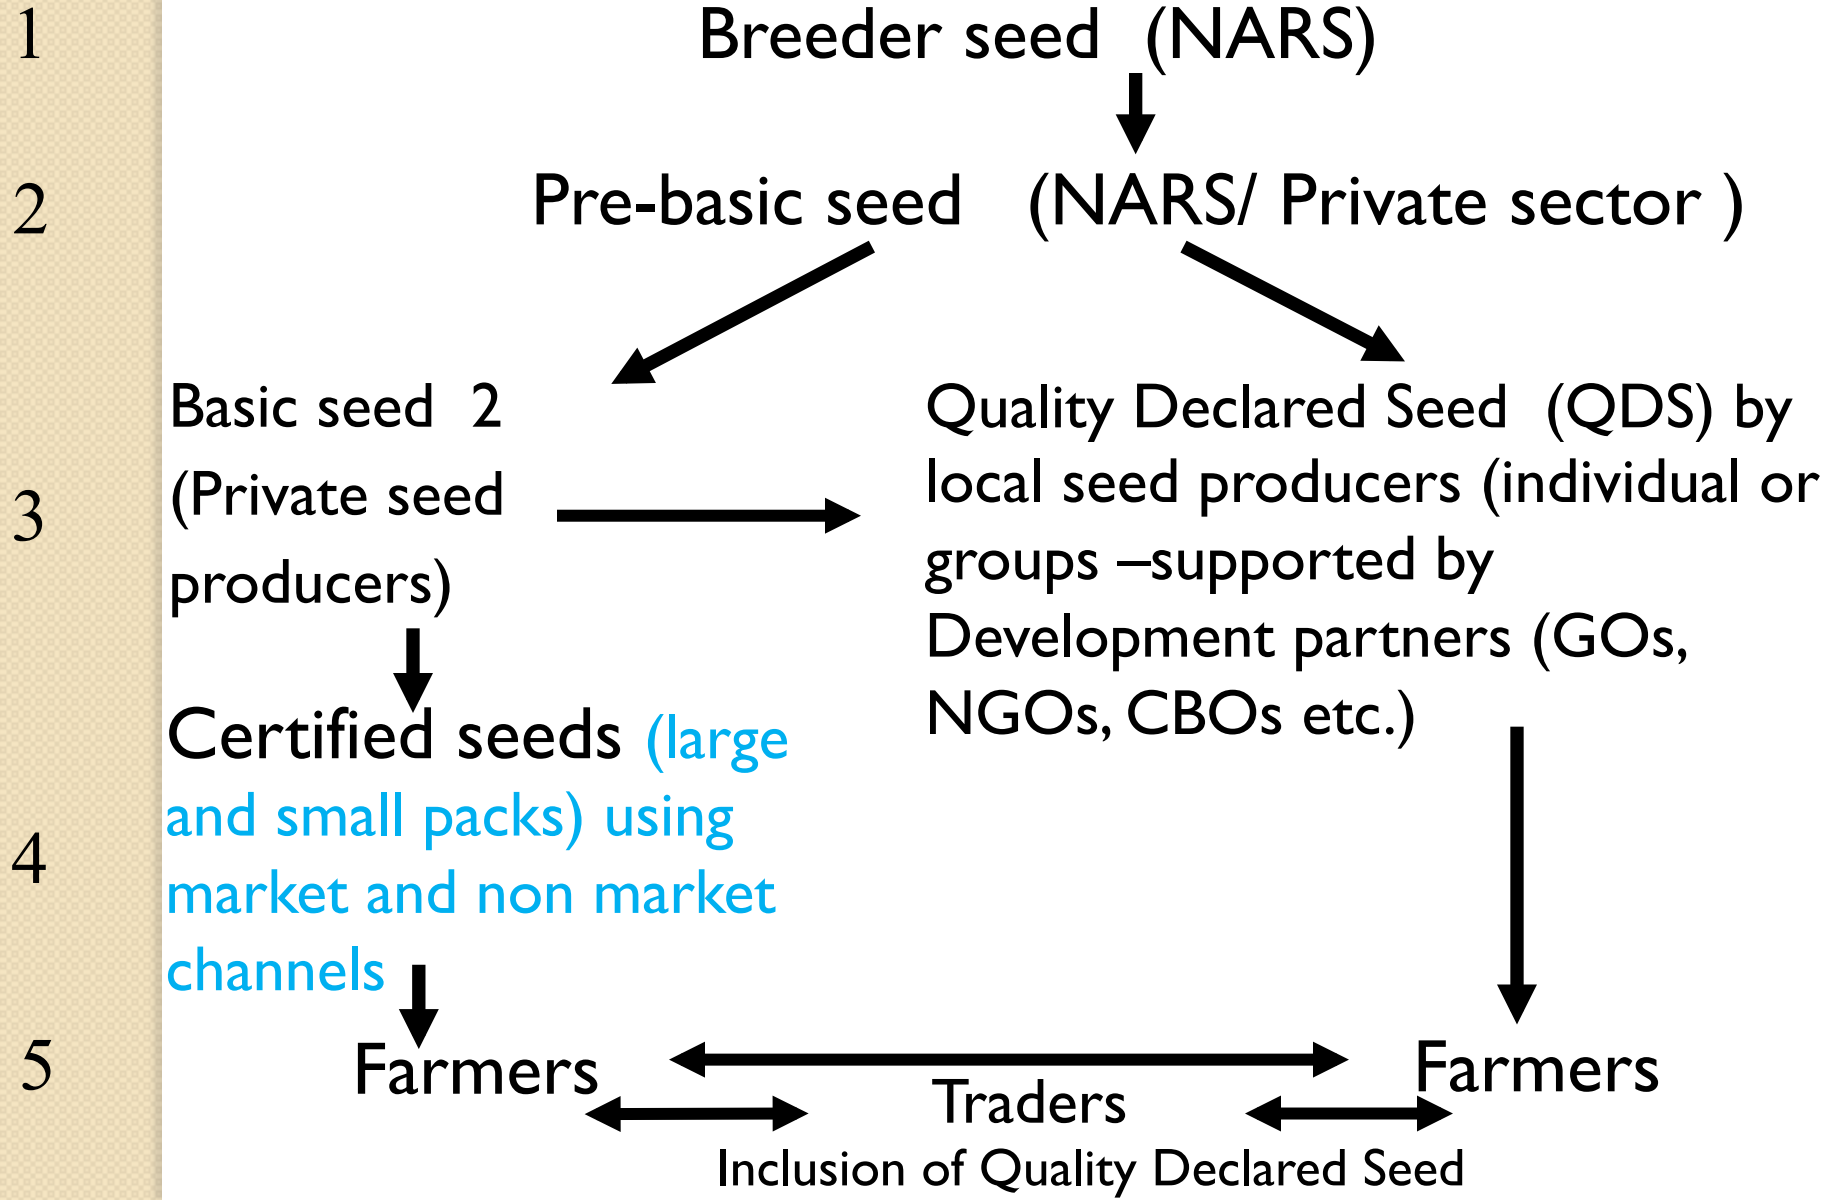 1
Breeder seed (NARS)
2
Pre-basic seed (NARS/ Private sector )
3
Basic seed 2
(Private seed
producers)
Quality Declared Seed (QDS) by
local seed producers (individual or
groups –supported by
Development partners (GOs,
NGOs, CBOs etc.)
4
Certified seeds (large
and small packs) using
market and non market
channels
5
Farmers
Farmers
Traders
Inclusion of Quality Declared Seed